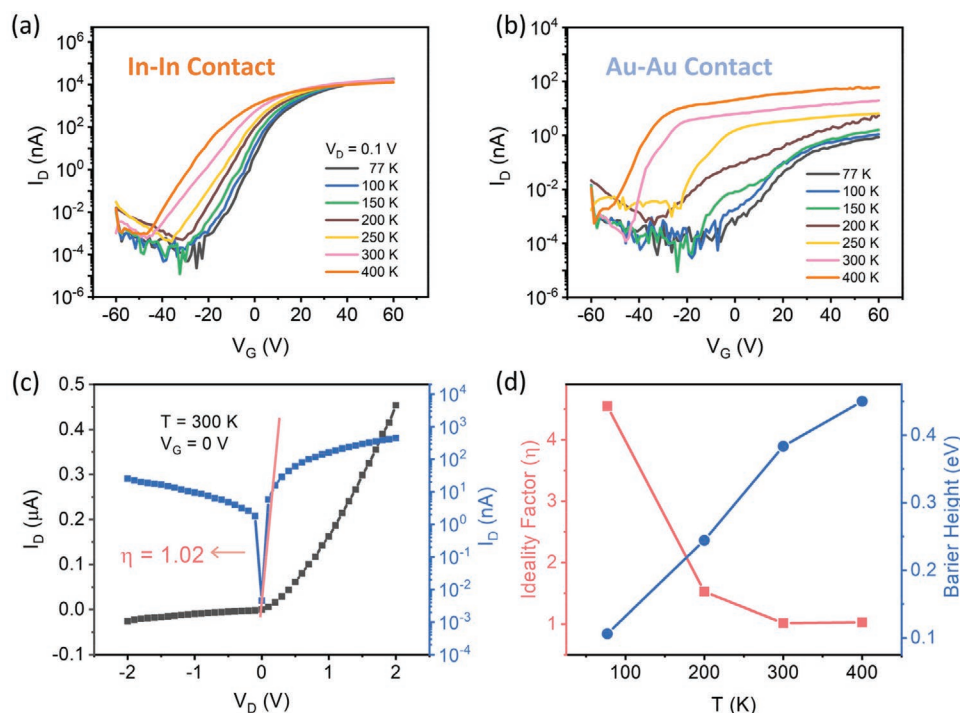 (a)
In-In Contact
V_D = 0.1 V
77 K
100 K
150 K
200 K
250 K
300 K
400 K
10^6
10^4
10^2
10^0
10^-2
10^-4
10^-6
I_D (nA)
-60 -40 -20 0 20 40 60
V_G (V)
(b)
Au-Au Contact
77 K
100 K
150 K
200 K
250 K
300 K
400 K
10^4
10^2
10^0
10^-2
10^-4
10^-6
I_D (nA)
-60 -40 -20 0 20 40 60
V_G (V)
(c)
T = 300 K
V_G = 0 V
η = 1.02
0.5
0.4
0.3
0.2
0.1
0.0
-0.1
I_D (μA)
10^4
10^3
10^2
10^1
10^0
10^-1
10^-2
10^-3
10^-4
I_D (nA)
-2 -1 0 1 2
V_D (V)
(d)
4
3
2
1
Ideality Factor (η)
0.4
0.3
0.2
0.1
Barrier Height (eV)
100 200 300 400
T (K)